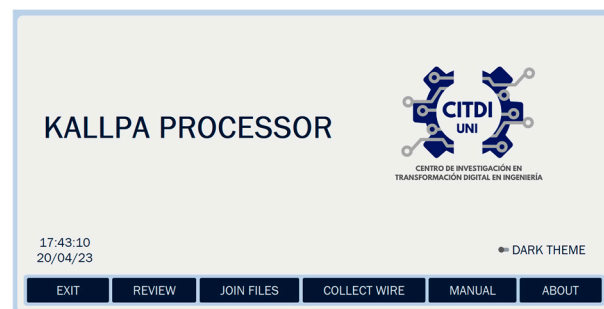 KALLPA PROCESSOR
CITDI
UNI
CENTRO DE INVESTIGACIÓN EN
TRANSFORMACIÓN DIGITAL EN INGENIERÍA
17:43:10
20/04/23
DARK THEME
EXIT REVIEW JOIN FILES COLLECT WIRE MANUAL ABOUT